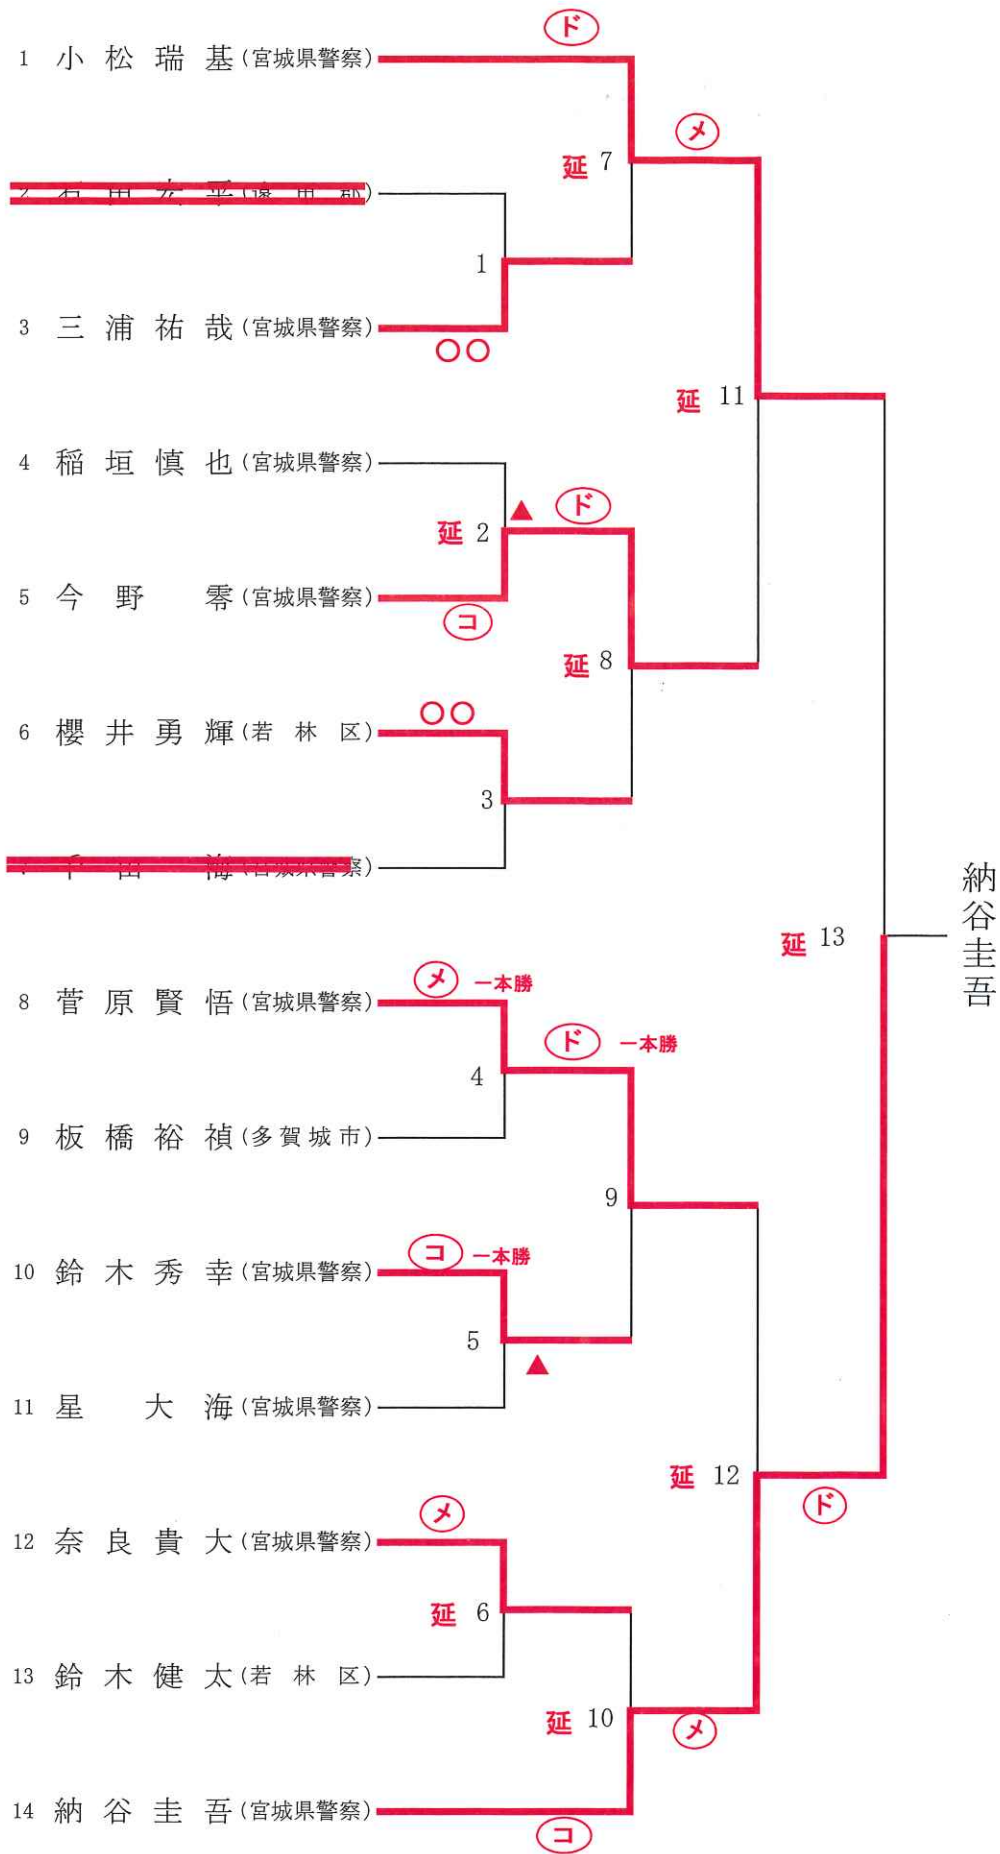 ド
1 小松瑞基(宮城県警察)
メ
延 7
1
3 三浦祐哉(宮城県警察)
○○
延 11
4 稲垣慎也(宮城県警察)
▲ ド
延 2
5 今野 零(宮城県警察)
コ
延 8
○○
6 櫻井勇輝(若林区)
3
納谷圭吾
延 13
メ 一本勝
8 菅原賢悟(宮城県警察)
ド 一本勝
4
9 板橋裕禎(多賀城市)
9
コ 一本勝
10 鈴木秀幸(宮城県警察)
5
▲
11 星 大海(宮城県警察)
延 12
ド
メ
12 奈良貴大(宮城県警察)
延 6
13 鈴木健太(若林区)
延 10
メ
14 納谷圭吾(宮城県警察)
コ